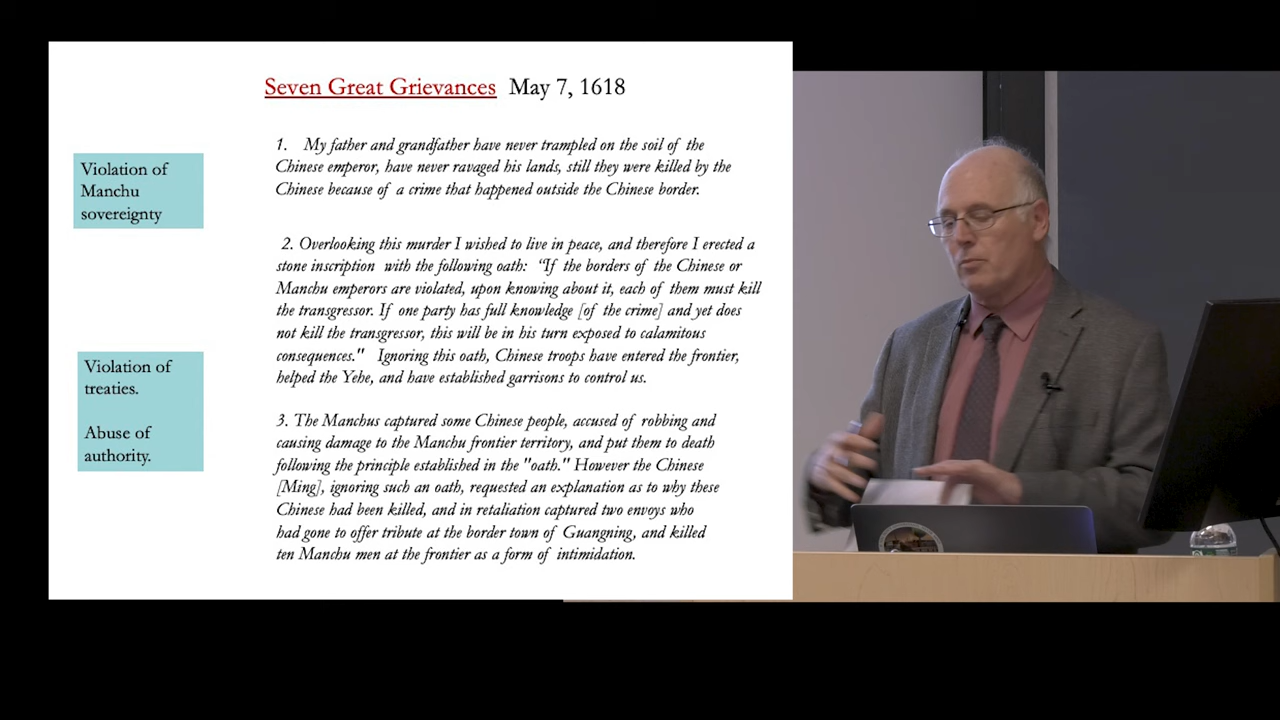 Seven Great Grievances May 7, 1618
Violation of
Manchu
sovereignty
1. My father and grandfather have never trampled on the soil of the
Chinese emperor, have never ravaged his lands, still they were killed by the
Chinese because of a crime that happened outside the Chinese border.
2. Overlooking this murder I wished to live in peace, and therefore I erected a
stone inscription with the following oath: “If the borders of the Chinese or
Manchu emperors are violated, upon knowing about it, each of them must kill
the transgressor. If one party has full knowledge [of the crime] and yet does
not kill the transgressor, this will be in his turn exposed to calamitous
consequences." Ignoring this oath, Chinese troops have entered the frontier,
helped the Yehe, and have established garrisons to control us.
Violation of
treaties.
Abuse of
authority.
3. The Manchus captured some Chinese people, accused of robbing and
causing damage to the Manchu frontier territory, and put them to death
following the principle established in the "oath." However the Chinese
[Ming], ignoring such an oath, requested an explanation as to why these
Chinese had been killed, and in retaliation captured two envoys who
had gone to offer tribute at the border town of Guangning, and killed
ten Manchu men at the frontier as a form of intimidation.